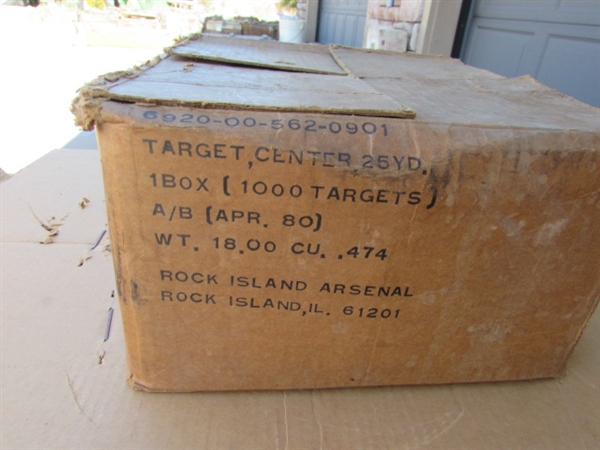 6920-00-562-0901
TARGET, CENTER 25YD.
1BOX (1000 TARGETS)
A/B (APR. 80)
WT. 18.00 CU. .474
ROCK ISLAND ARSENAL
ROCK ISLAND, IL. 61201